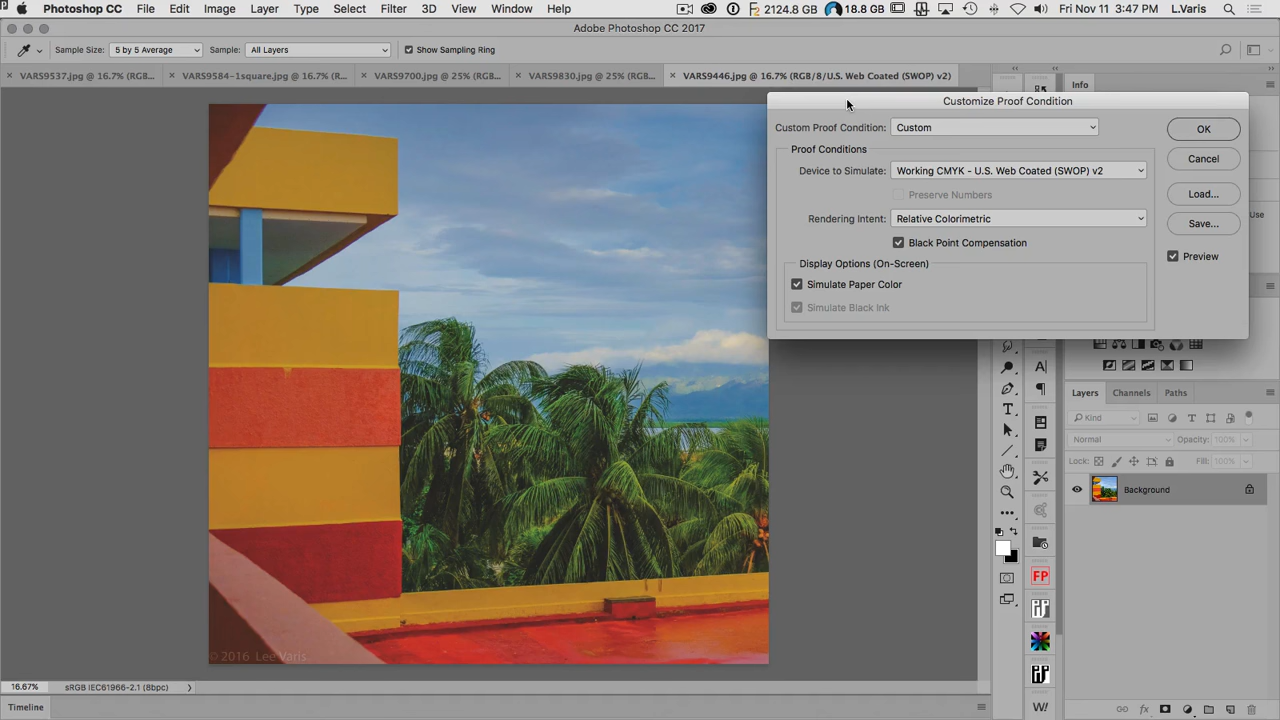 Photoshop CC File Edit Image Layer Type Select Filter 3D View Window Help 2124.8 GB 18.8 GB Fri Nov 11 3:47 PM L.Varis
Adobe Photoshop CC 2017
Sample Size: 5 by 5 Average Sample: All Layers Show Sampling Ring
VARS9537.jpg @ 16.7% (RGB... VARS9584-1square.jpg @ 16.7% (R... VARS9700.jpg @ 25% (RGB... VARS9830.jpg @ 25% (RGB... VARS9446.jpg @ 16.7% (RGB/8/U.S. Web Coated (SWOP) v2)
Info
Customize Proof Condition
Custom Proof Condition: Custom
OK
Proof Conditions
Cancel
Device to Simulate: Working CMYK - U.S. Web Coated (SWOP) v2
Preserve Numbers
Load...
Rendering Intent: Relative Colorimetric
Save...
Use
Black Point Compensation
Preview
Display Options (On-Screen)
Simulate Paper Color
Simulate Black Ink
Layers Channels Paths
Kind
Normal Opacity: 100%
Lock: Fill: 100%
Background
FP
© 2016 Lee Varis
16.67% sRGB IEC61966-2.1 (8bpc)
Timeline
W!